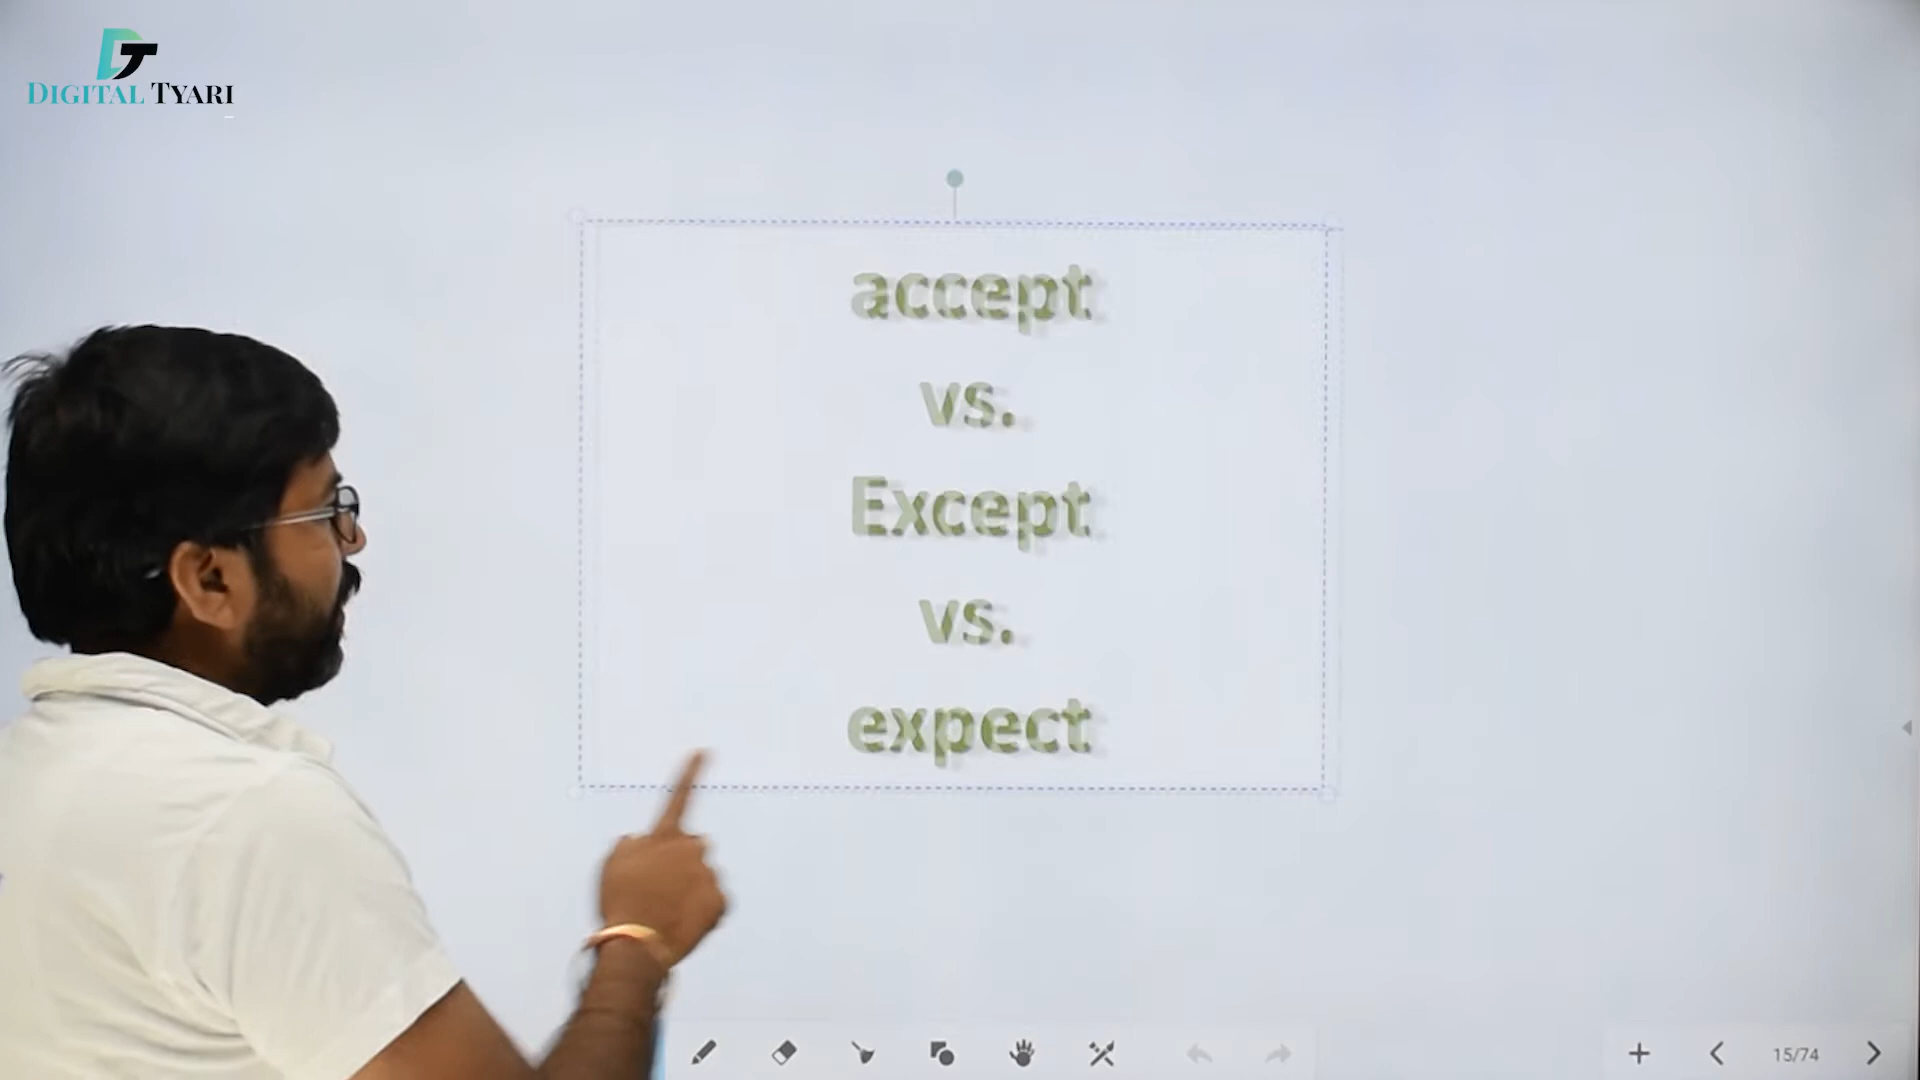 DIGITAL TYARI
accept
vs.
Except
vs.
expect
15/74